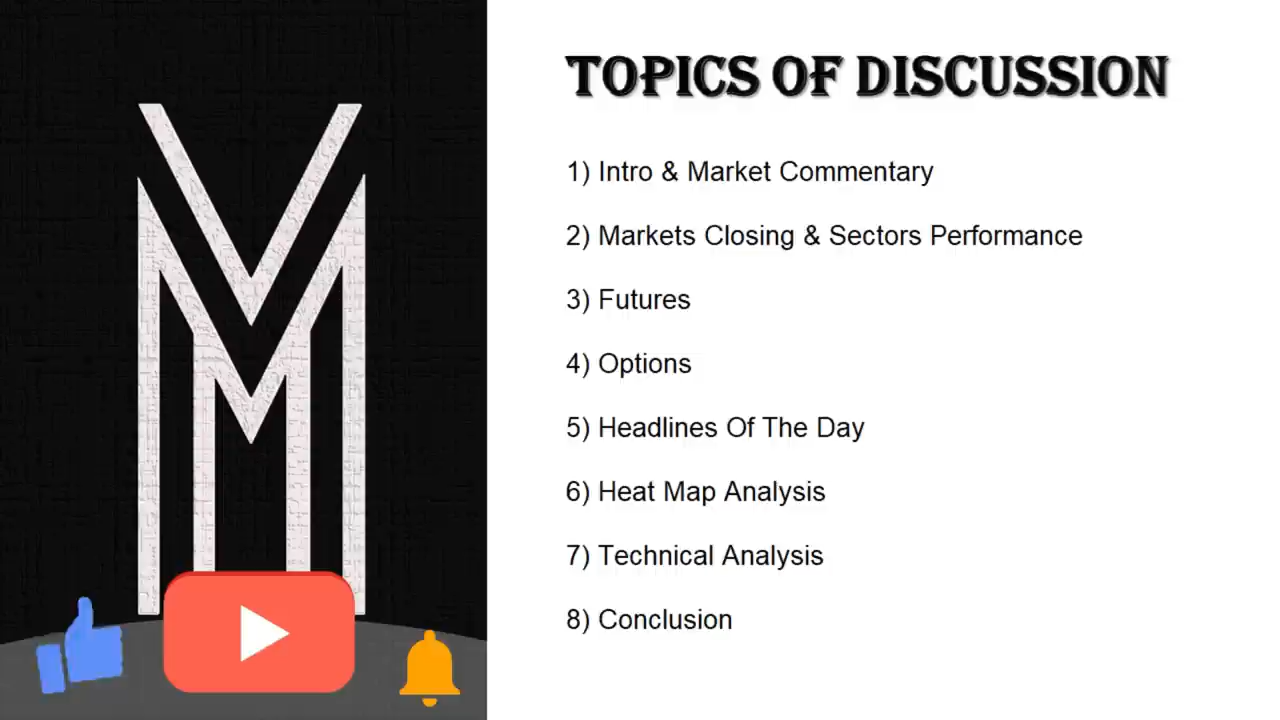 TOPICS OF DISCUSSION
1) Intro & Market Commentary
2) Markets Closing & Sectors Performance
3) Futures
4) Options
5) Headlines Of The Day
6) Heat Map Analysis
7) Technical Analysis
8) Conclusion